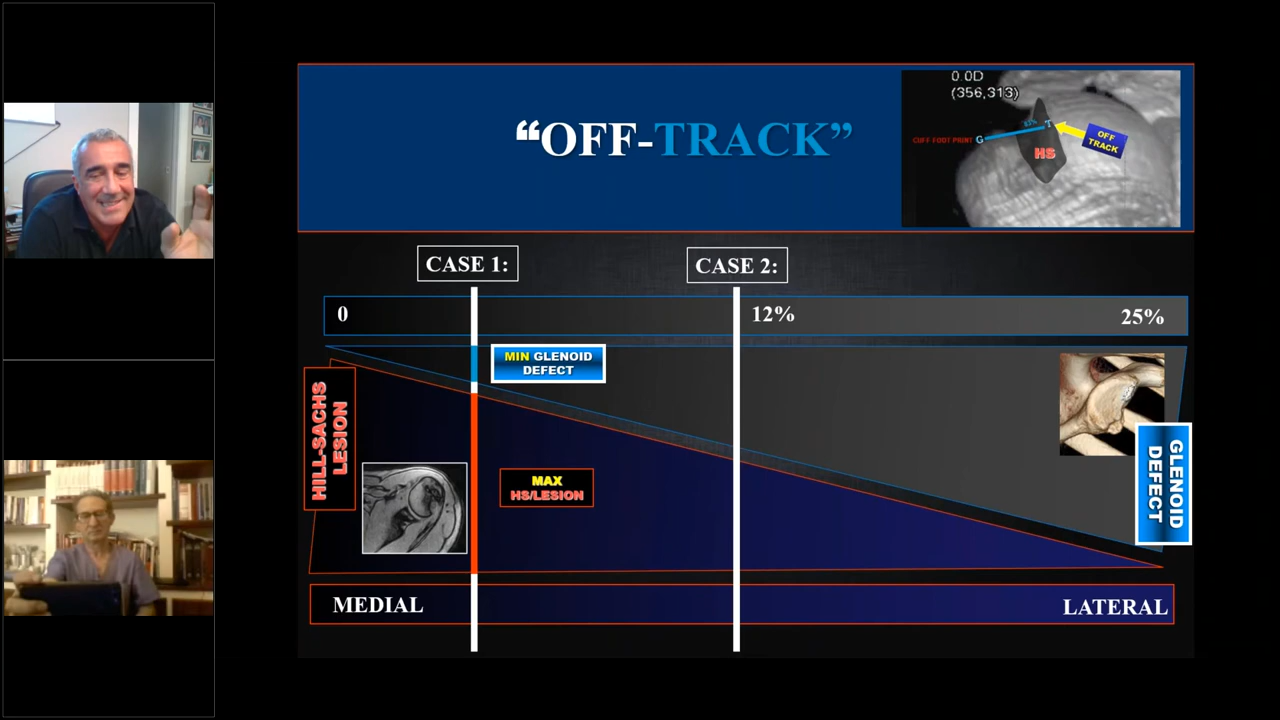 0.0D
(356,313)
“OFF-TRACK”
CUFF-FOOT PRINT
G
83%
T
OFF
TRACK
HS
CASE 1:
CASE 2:
0
12%
25%
MIN GLENOID
DEFECT
HILL-SACHS
LESION
MAX
HS/LESION
GLENOID
DEFECT
MEDIAL
LATERAL